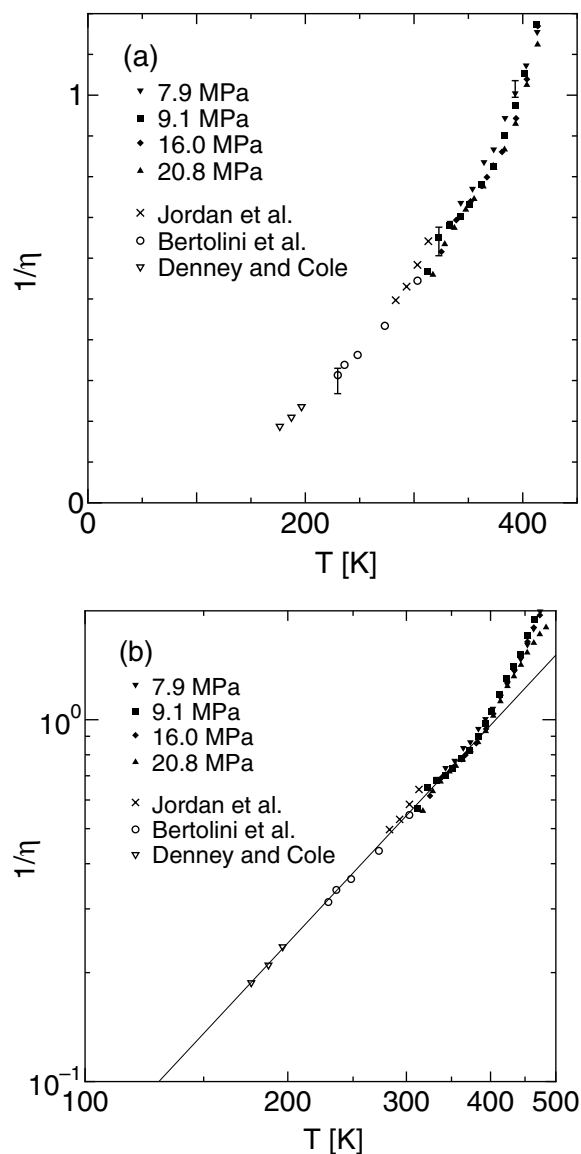 (a)
7.9 MPa
9.1 MPa
16.0 MPa
20.8 MPa
Jordan et al.
Bertolini et al.
Denney and Cole
1/η
1
0
0
200
400
T [K]
(b)
7.9 MPa
9.1 MPa
16.0 MPa
20.8 MPa
Jordan et al.
Bertolini et al.
Denney and Cole
1/η
10⁰
10⁻¹
100
200
300
400
500
T [K]